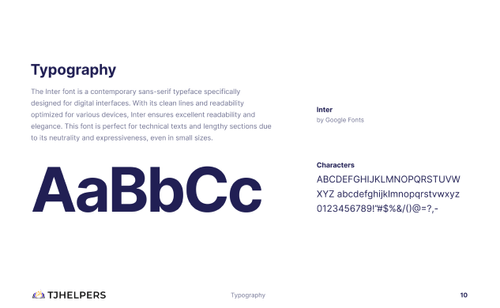 Typography
The Inter font is a contemporary sans-serif typeface specifically
designed for digital interfaces. With its clean lines and readability
optimized for various devices, Inter ensures excellent readability and
elegance. This font is perfect for technical texts and lengthy sections due
to its neutrality and expressiveness, even in small sizes.
AaBbCc
Inter
by Google Fonts
Characters
ABCDEFGHIJKLMNOPQRSTUVW
XYZ abcdefghijklmnopqrstvwxyz
0123456789!"#$%&/()@=?,-
TJHELPERS
Typography
10